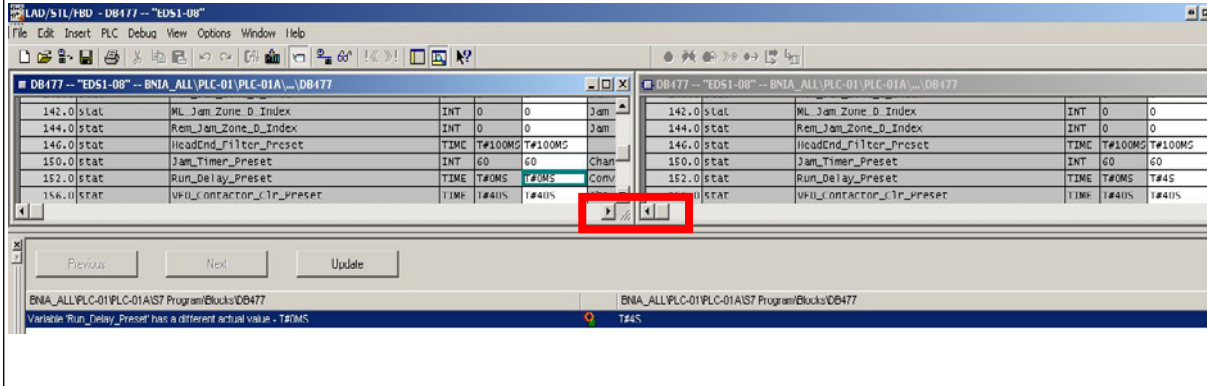 LAD/STL/FBD - DB477 -- "EDS1-08"
File Edit Insert PLC Debug View Options Window Help
DB477 -- "EDS1-08" -- BNIA_ALL\PLC-01\PLC-01A\...\DB477
DB477 -- "EDS1-08" -- BNIA_ALL\PLC-01\PLC-01A\...\DB477
142.0 stat ML_Jam_Zone_D_Index INT 0 0 Jam
144.0 stat Rem_Jam_Zone_D_Index INT 0 0 Jam
146.0 stat HeadEnd_Filter_Preset TIME T#100MS T#100MS
150.0 stat Jam_Timer_Preset INT 60 60 Chan
152.0 stat Run_Delay_Preset TIME T#0MS T#0MS Conv
156.0 stat VFD_Contactor_Clr_Preset TIME T#40S T#40S
142.0 stat ML_Jam_Zone_D_Index INT 0 0
144.0 stat Rem_Jam_Zone_D_Index INT 0 0
146.0 stat HeadEnd_Filter_Preset TIME T#100MS T#100MS
150.0 stat Jam_Timer_Preset INT 60 60
152.0 stat Run_Delay_Preset TIME T#0MS T#4S
stat VFD_Contactor_Clr_Preset TIME T#40S T#40S
Previous Next Update
BNIA_ALL\PLC-01\PLC-01A\S7 Program\Blocks\DB477 BNIA_ALL\PLC-01\PLC-01A\S7 Program\Blocks\DB477
Variable 'Run_Delay_Preset' has a different actual value - T#0MS T#4S